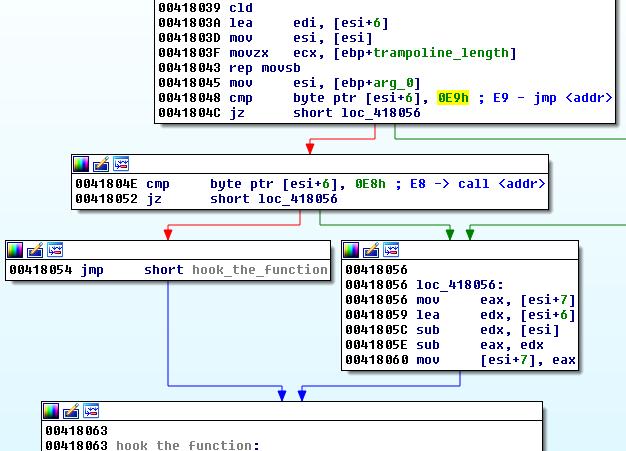 00418039 cld
0041803A lea edi, [esi+6]
0041803D mov esi, [esi]
0041803F movzx ecx, [ebp+trampoline_length]
00418043 rep movsb
00418045 mov esi, [ebp+arg_0]
00418048 cmp byte ptr [esi+6], 0E9h ; E9 - jmp <addr>
0041804C jz short loc_418056
0041804E cmp byte ptr [esi+6], 0E8h ; E8 -> call <addr>
00418052 jz short loc_418056
00418054 jmp short hook_the_function
00418056
00418056 loc_418056:
00418056 mov eax, [esi+7]
00418059 lea edx, [esi+6]
0041805C sub edx, [esi]
0041805E sub eax, edx
00418060 mov [esi+7], eax
00418063
00418063 hook_the_function: